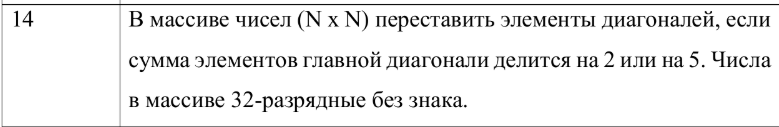 14 В массиве чисел (N x N) переставить элементы диагоналей, если
сумма элементов главной диагонали делится на 2 или на 5. Числа
в массиве 32-разрядные без знака.